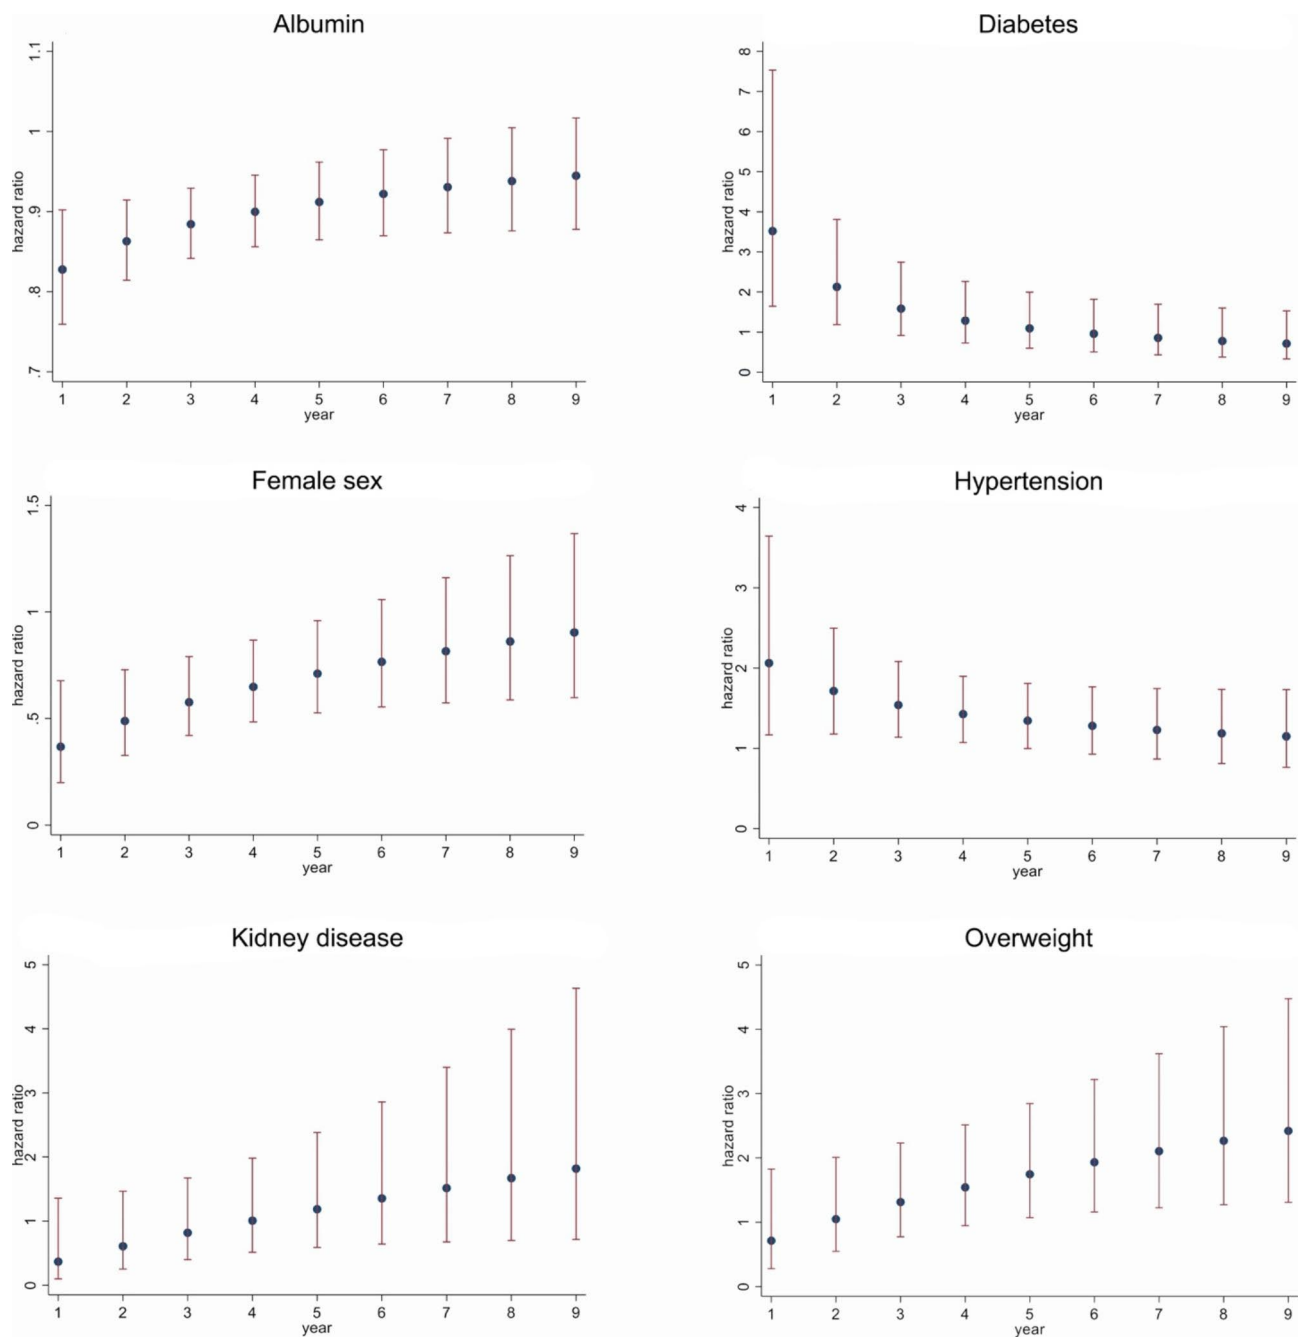 Albumin
1.1
1
.9
.8
.7
hazard ratio
1 2 3 4 5 6 7 8 9
year
Diabetes
8
7
6
5
4
3
2
1
0
hazard ratio
1 2 3 4 5 6 7 8 9
year
Female sex
1.5
1
.5
0
hazard ratio
1 2 3 4 5 6 7 8 9
year
Hypertension
4
3
2
1
0
hazard ratio
1 2 3 4 5 6 7 8 9
year
Kidney disease
5
4
3
2
1
0
hazard ratio
1 2 3 4 5 6 7 8 9
year
Overweight
5
4
3
2
1
0
hazard ratio
1 2 3 4 5 6 7 8 9
year